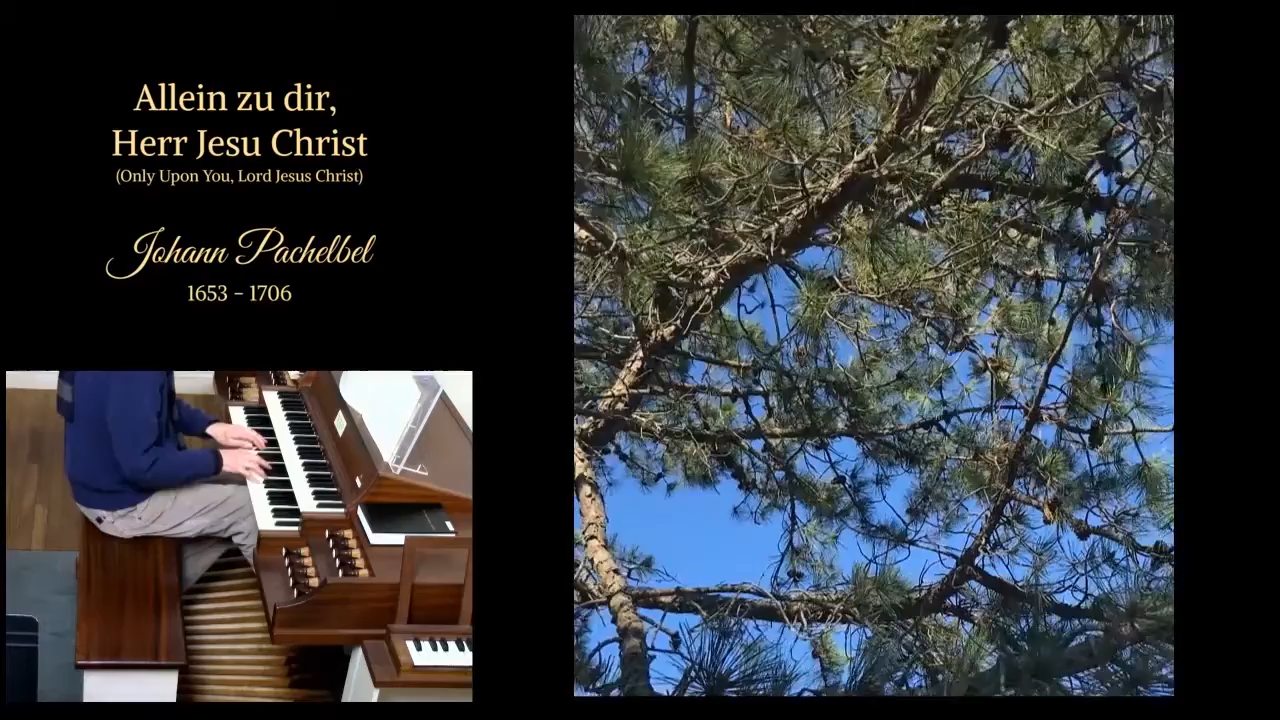 Allein zu dir,
Herr Jesu Christ
(Only Upon You, Lord Jesus Christ)
Johann Pachelbel
1653 – 1706